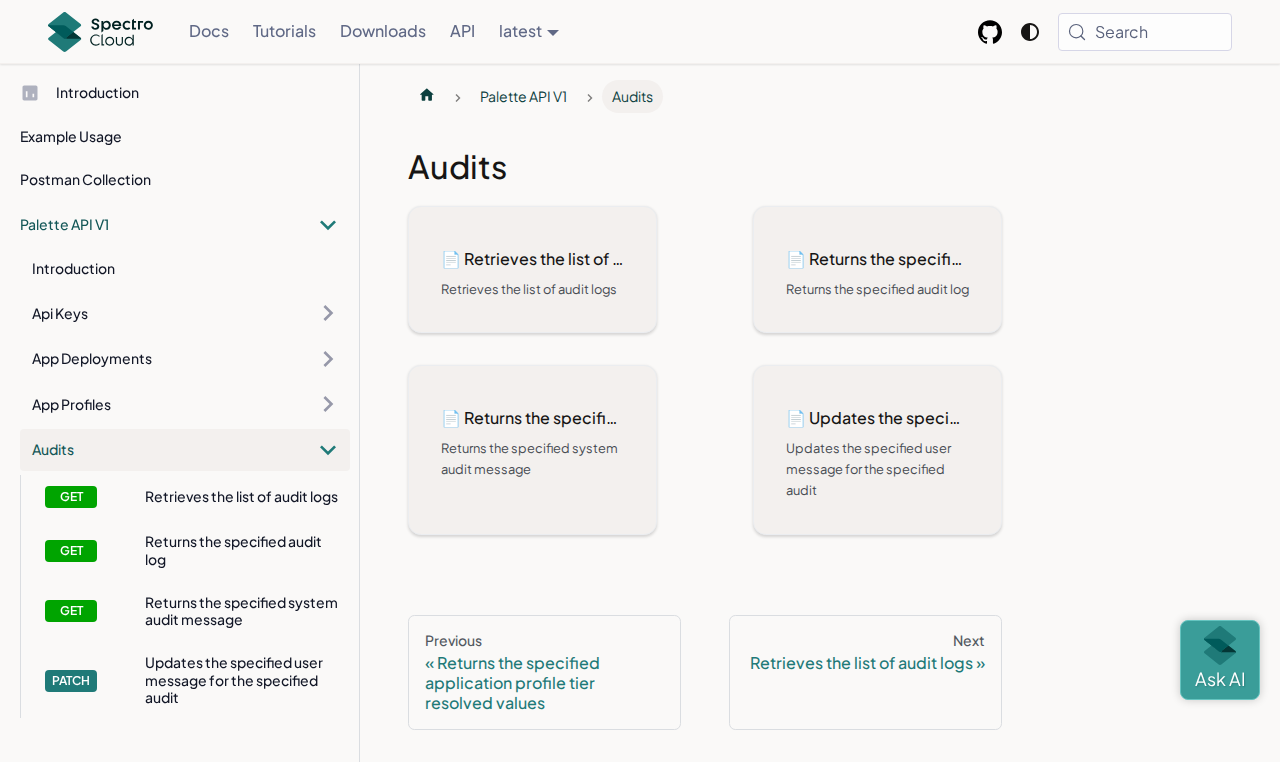 Spectro
Cloud
Docs
Tutorials
Downloads
API
latest
Search
Introduction
Example Usage
Postman Collection
Palette API V1
Introduction
Api Keys
App Deployments
App Profiles
Audits
GET
Retrieves the list of audit logs
GET
Returns the specified audit
log
GET
Returns the specified system
audit message
PATCH
Updates the specified user
message for the specified
audit
Palette API V1
Audits
Audits
Retrieves the list of …
Retrieves the list of audit logs
Returns the specifi…
Returns the specified audit log
Returns the specifi…
Returns the specified system
audit message
Updates the speci…
Updates the specified user
message for the specified
audit
Previous
« Returns the specified
application profile tier
resolved values
Next
Retrieves the list of audit logs »
Ask AI